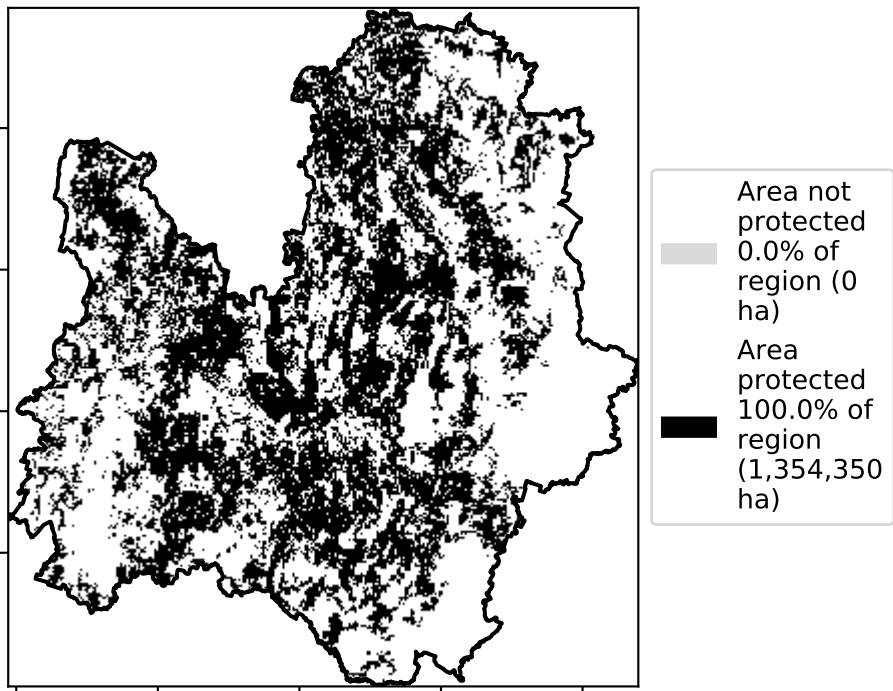 Area not
protected
0.0% of
region (0
ha)
Area
protected
100.0% of
region
(1,354,350
ha)